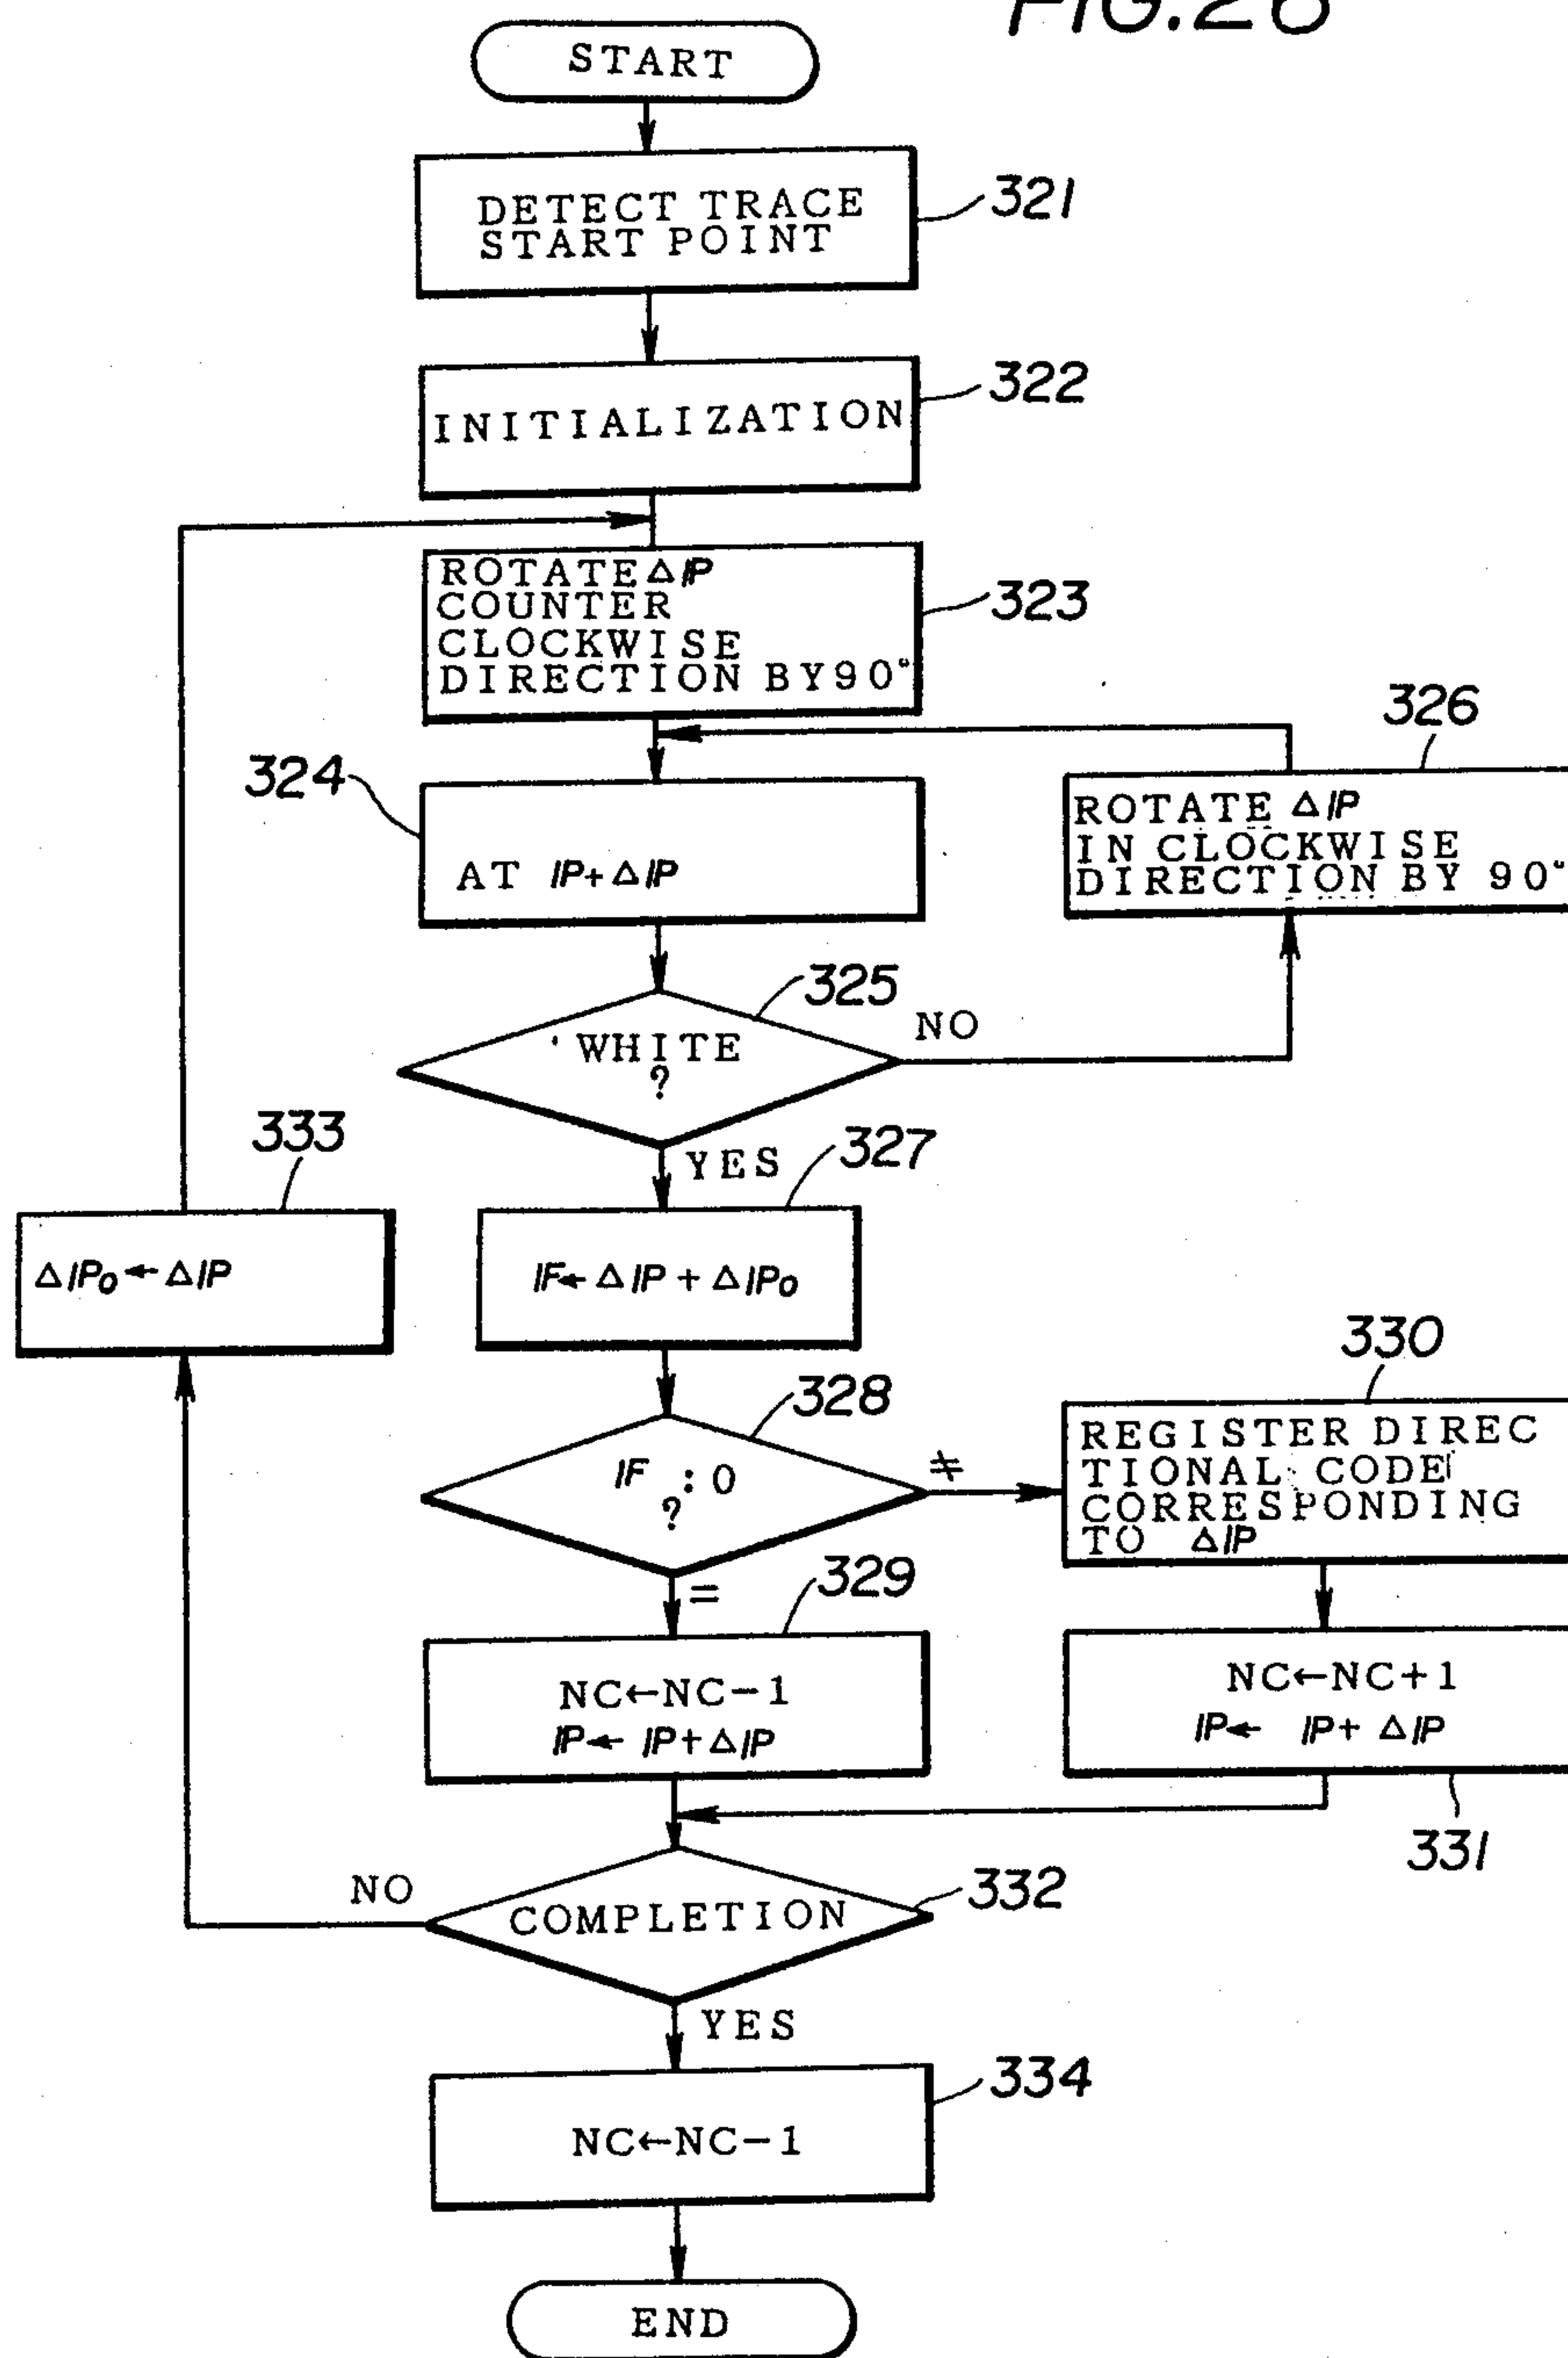 FIG.26
START
DETECT TRACE
START POINT
321
INITIALIZATION
322
ROTATE ΔIP
COUNTER
CLOCKWISE
DIRECTION BY 90°
323
324
AT IP+ΔIP
326
ROTATE ΔIP
IN CLOCKWISE
DIRECTION BY 90°
325
WHITE
?
NO
YES
333
ΔIP₀←ΔIP
327
IF←ΔIP+ΔIP₀
328
IF :0
?
≠
=
330
REGISTER DIREC
TIONAL CODE
CORRESPONDING
TO ΔIP
329
NC←NC-1
IP← IP+ΔIP
NC←NC+1
IP← IP+ ΔIP
331
NO
COMPLETION
332
YES
334
NC←NC-1
END